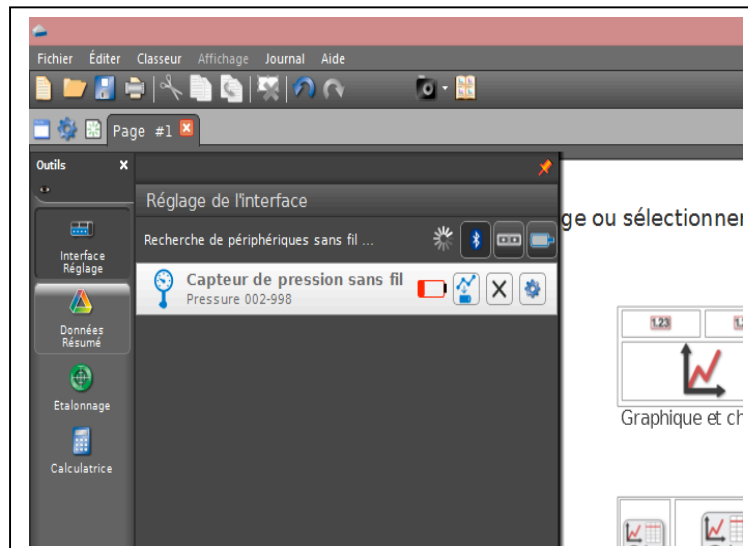 Fichier Éditer Classeur Affichage Journal Aide
Page #1
Outils x
Réglage de l'interface
ge ou sélectionner
Recherche de périphériques sans fil ...
Interface
Réglage
Capteur de pression sans fil
Pressure 002-998
Données
Résumé
1.23
Etalonnage
Graphique et ch
Calculatrice